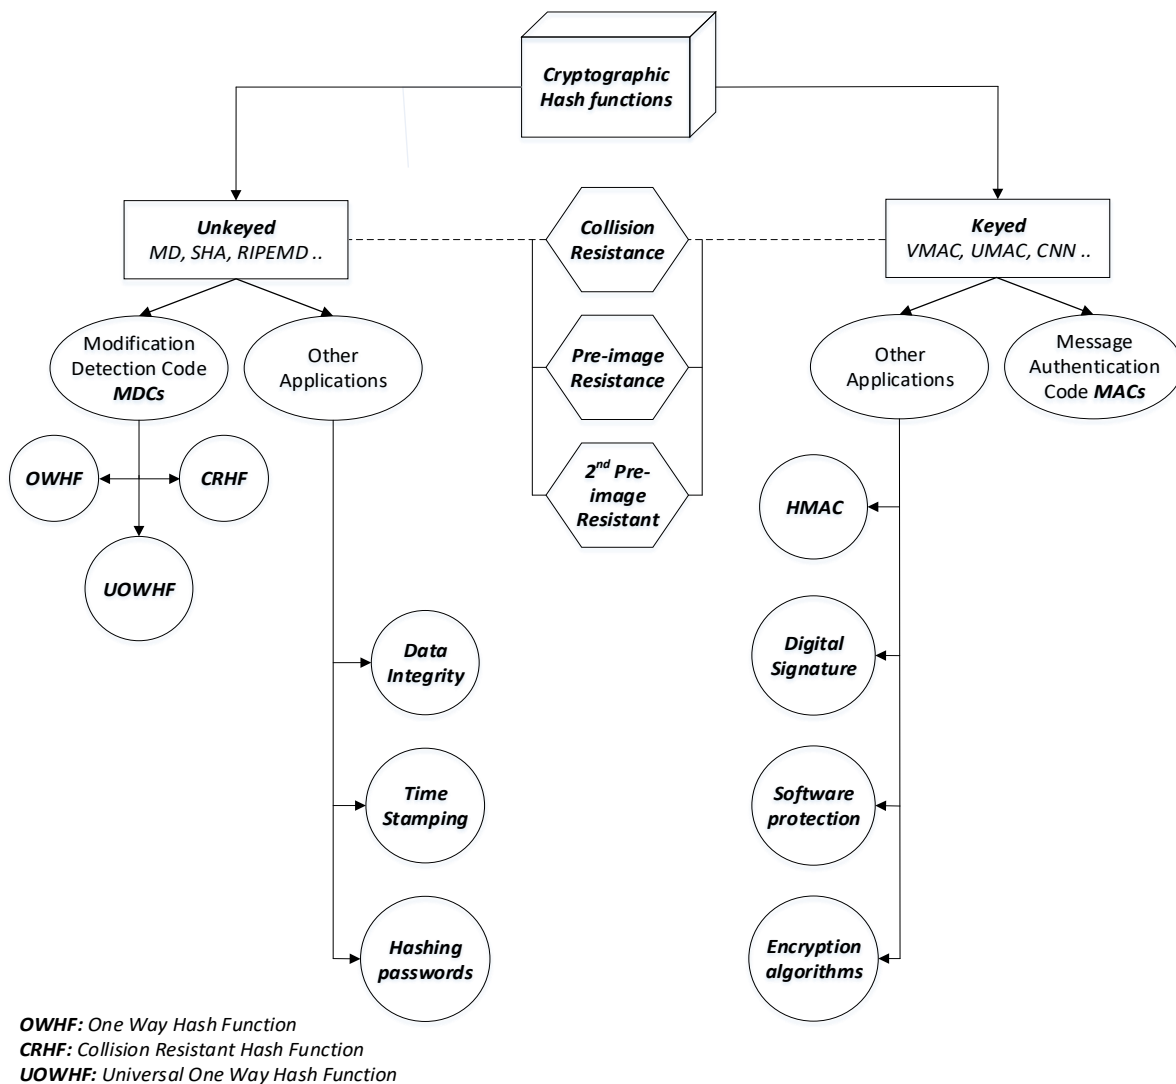 Cryptographic
Hash functions
Unkeyed
MD, SHA, RIPEMD ..
Collision
Resistance
Keyed
VMAC, UMAC, CNN ..
Modification
Detection Code
MDCs
Other
Applications
Pre-image
Resistance
Other
Applications
Message
Authentication
Code MACs
OWHF
CRHF
UOWHF
2nd Pre-
image
Resistant
HMAC
Data
Integrity
Digital
Signature
Time
Stamping
Software
protection
Hashing
passwords
Encryption
algorithms
OWHF: One Way Hash Function
CRHF: Collision Resistant Hash Function
UOWHF: Universal One Way Hash Function